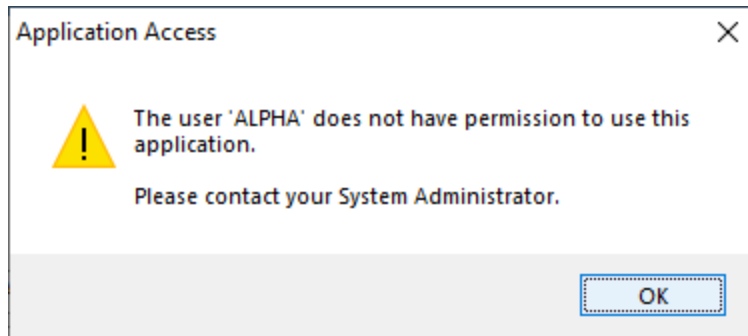 Application Access
The user 'ALPHA' does not have permission to use this
application.
Please contact your System Administrator.
OK